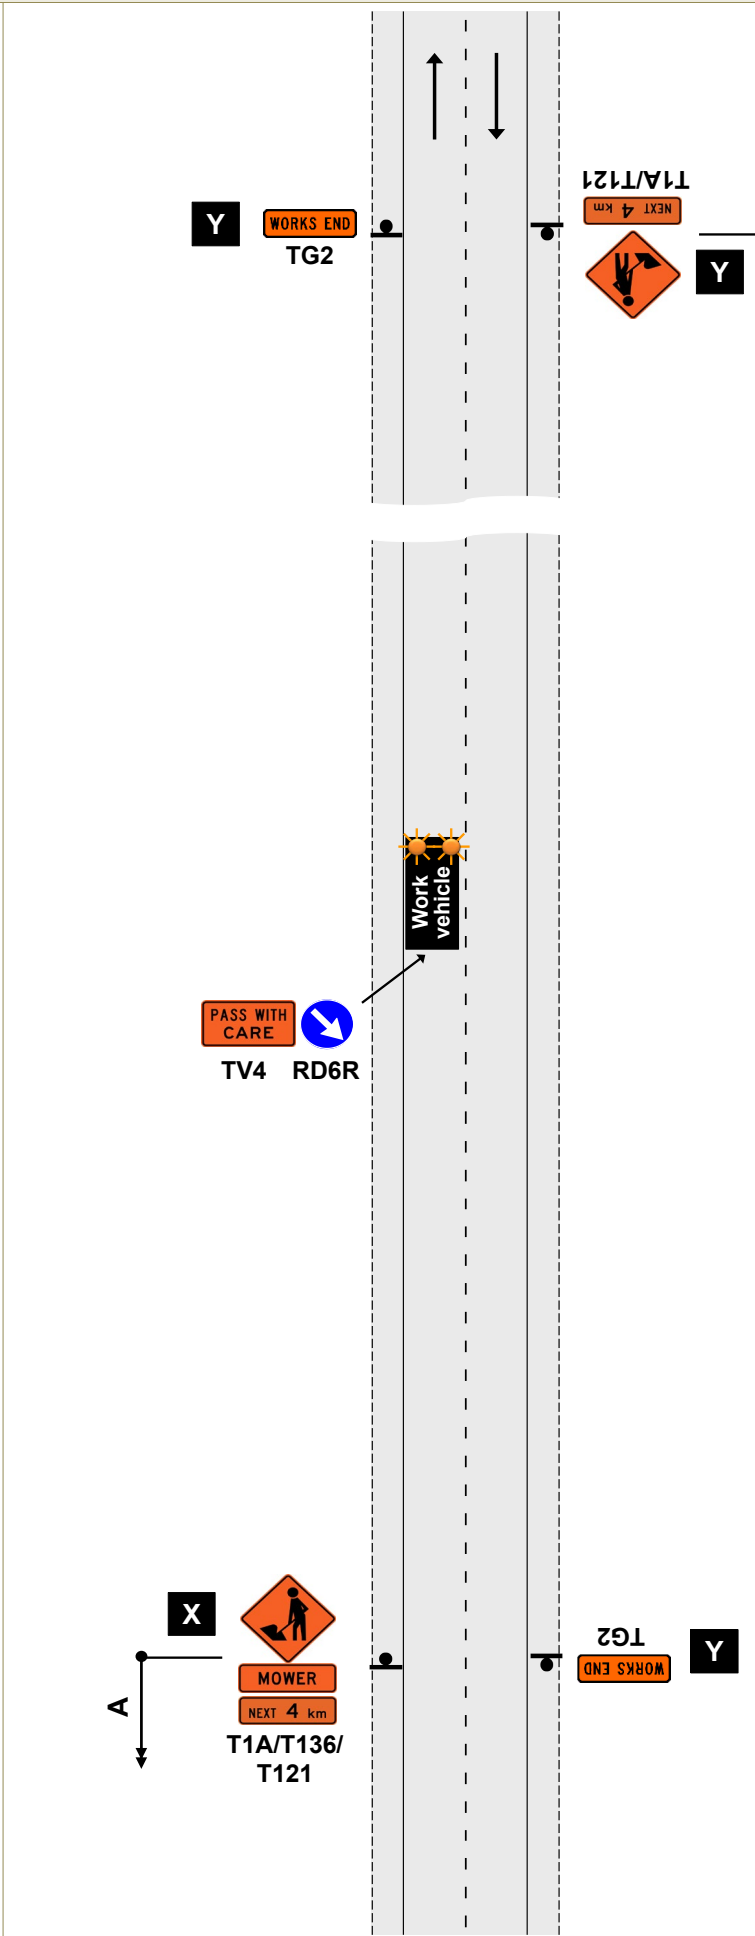 T1A/T121
NEXT 4 km
Y
WORKS END
TG2
Y
Work
vehicle
PASS WITH
CARE
TV4 RD6R
X
MOWER
NEXT 4 km
T1A/T136/
T121
A
TG2
WORKS END
Y